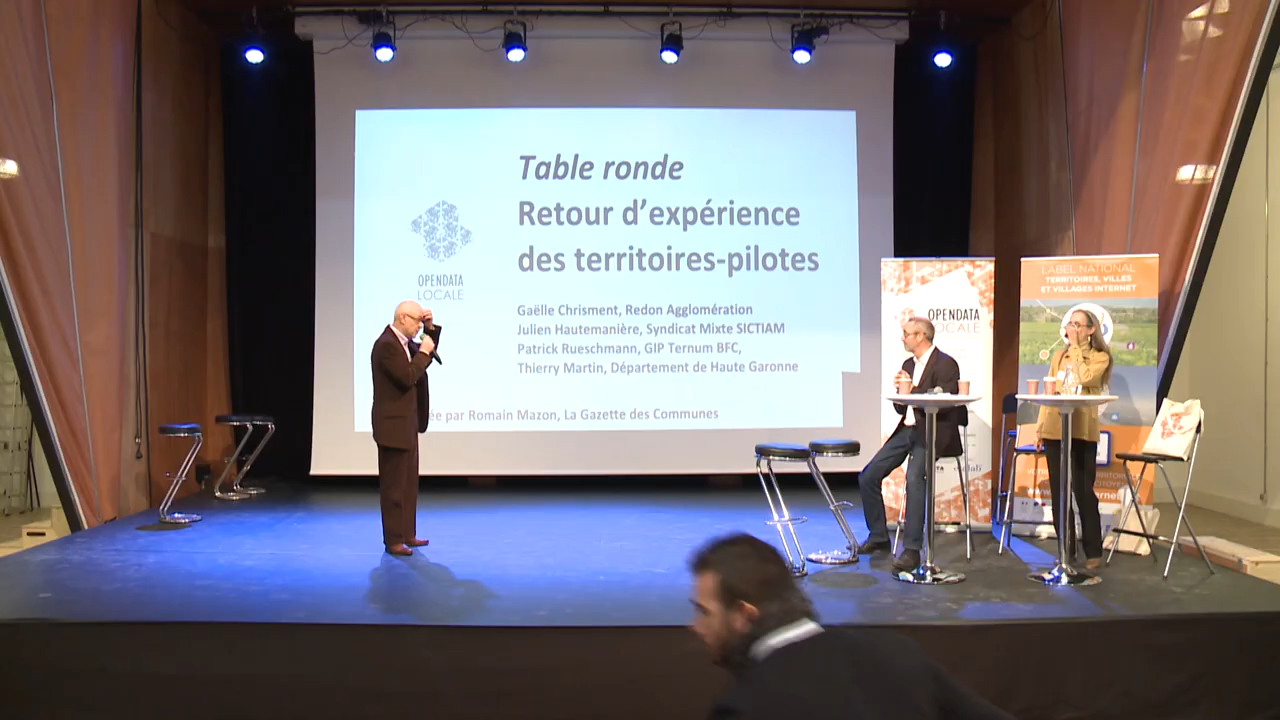 Table ronde
Retour d'expérience
des territoires-pilotes
OPENDATA
LOCALE
Gaëlle Chrisment, Redon Agglomération
Julien Hautemanière, Syndicat Mixte SICTIAM
Patrick Rueschmann, GIP Ternum BFC,
Thierry Martin, Département de Haute Garonne
par Romain Mazon, La Gazette des Communes
OPENDATA
LOCALE
LABEL NATIONAL
TERRITOIRES, VILLES
ET VILLAGES INTERNET